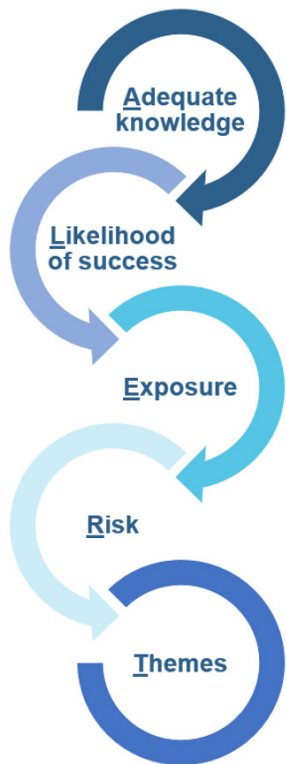 Adequate
knowledge
Likelihood
of success
Exposure
Risk
Themes